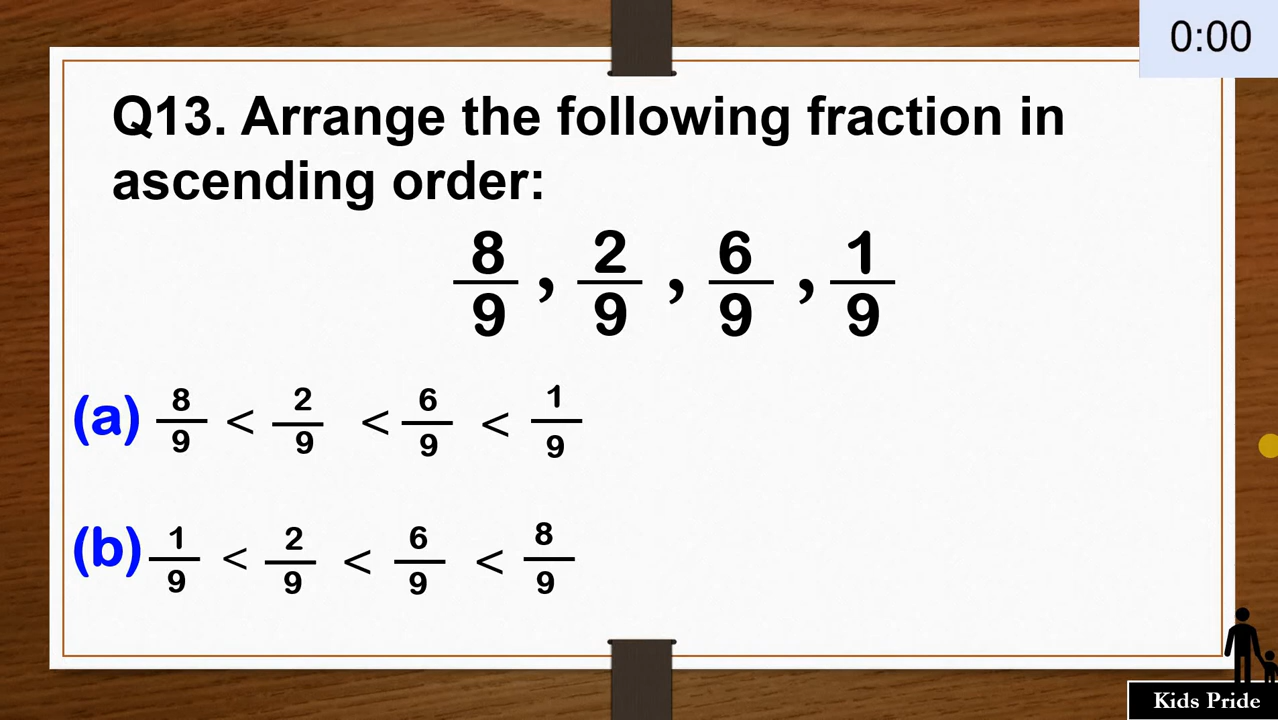 0:00
Q13. Arrange the following fraction in
ascending order:
8/9 , 2/9 , 6/9 , 1/9
(a) 8/9 < 2/9 < 6/9 < 1/9
(b) 1/9 < 2/9 < 6/9 < 8/9
Kids Pride